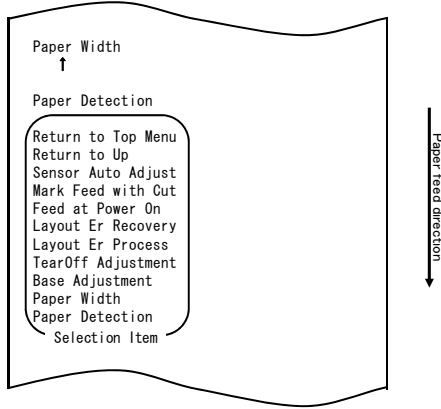 Paper Width
↑
Paper Detection
Return to Top Menu
Return to Up
Sensor Auto Adjust
Mark Feed with Cut
Feed at Power On
Layout Er Recovery
Layout Er Process
TearOff Adjustment
Base Adjustment
Paper Width
Paper Detection
Selection Item
Paper feed direction